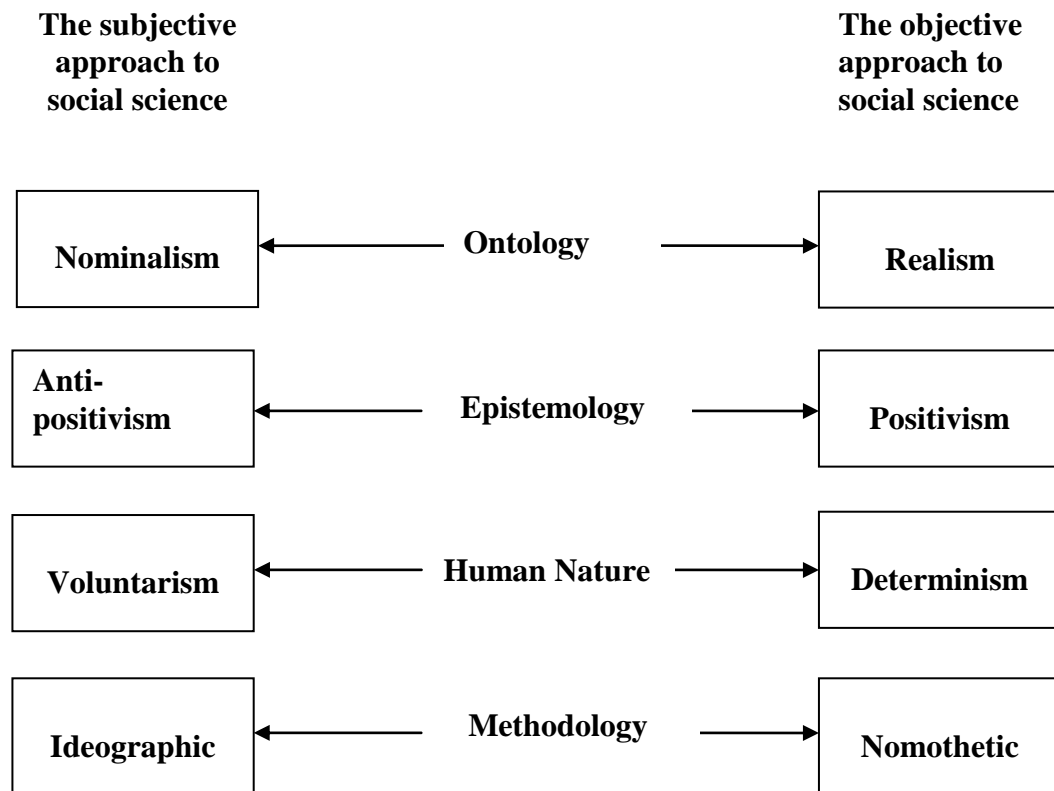 The subjective
approach to
social science
The objective
approach to
social science
Nominalism
Ontology
Realism
Anti-
positivism
Epistemology
Positivism
Voluntarism
Human Nature
Determinism
Ideographic
Methodology
Nomothetic